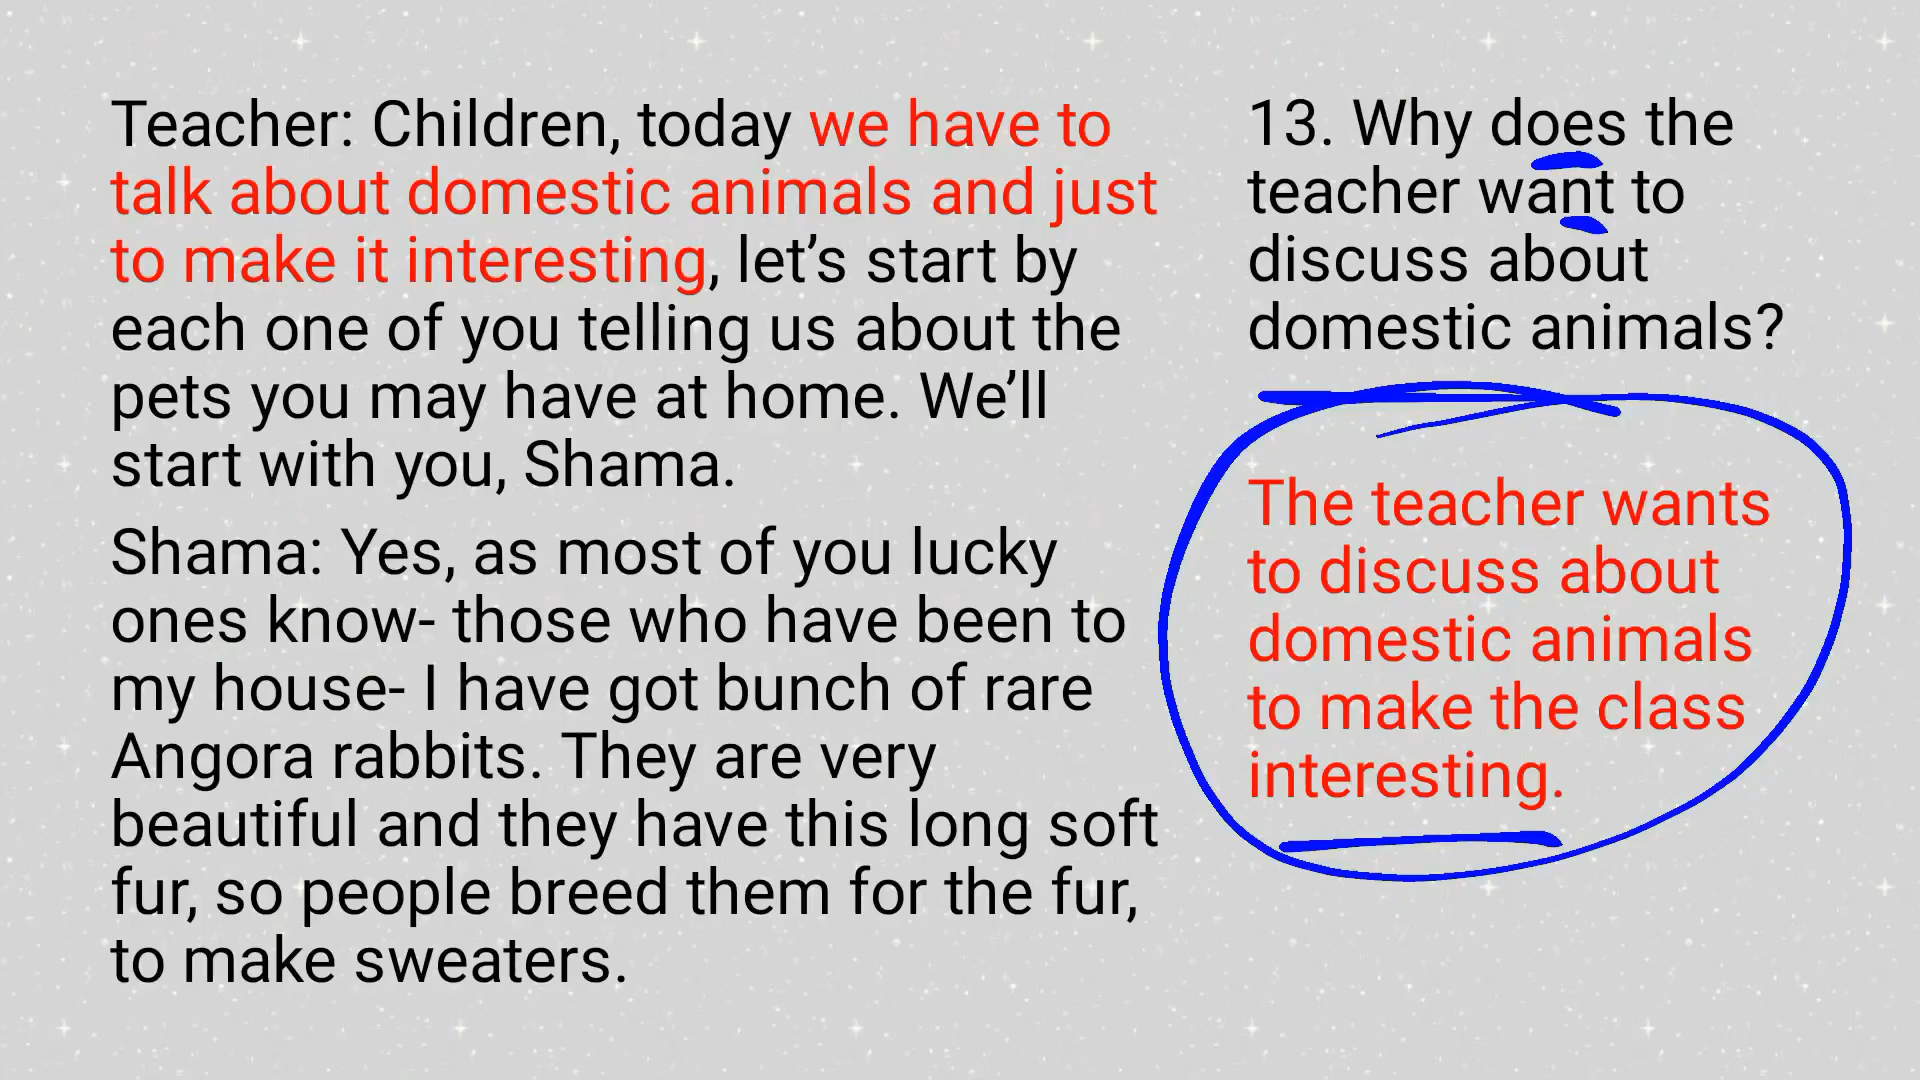 Teacher: Children, today we have to
talk about domestic animals and just
to make it interesting, let’s start by
each one of you telling us about the
pets you may have at home. We’ll
start with you, Shama.
Shama: Yes, as most of you lucky
ones know- those who have been to
my house- I have got bunch of rare
Angora rabbits. They are very
beautiful and they have this long soft
fur, so people breed them for the fur,
to make sweaters.
13. Why does the
teacher want to
discuss about
domestic animals?
The teacher wants
to discuss about
domestic animals
to make the class
interesting.